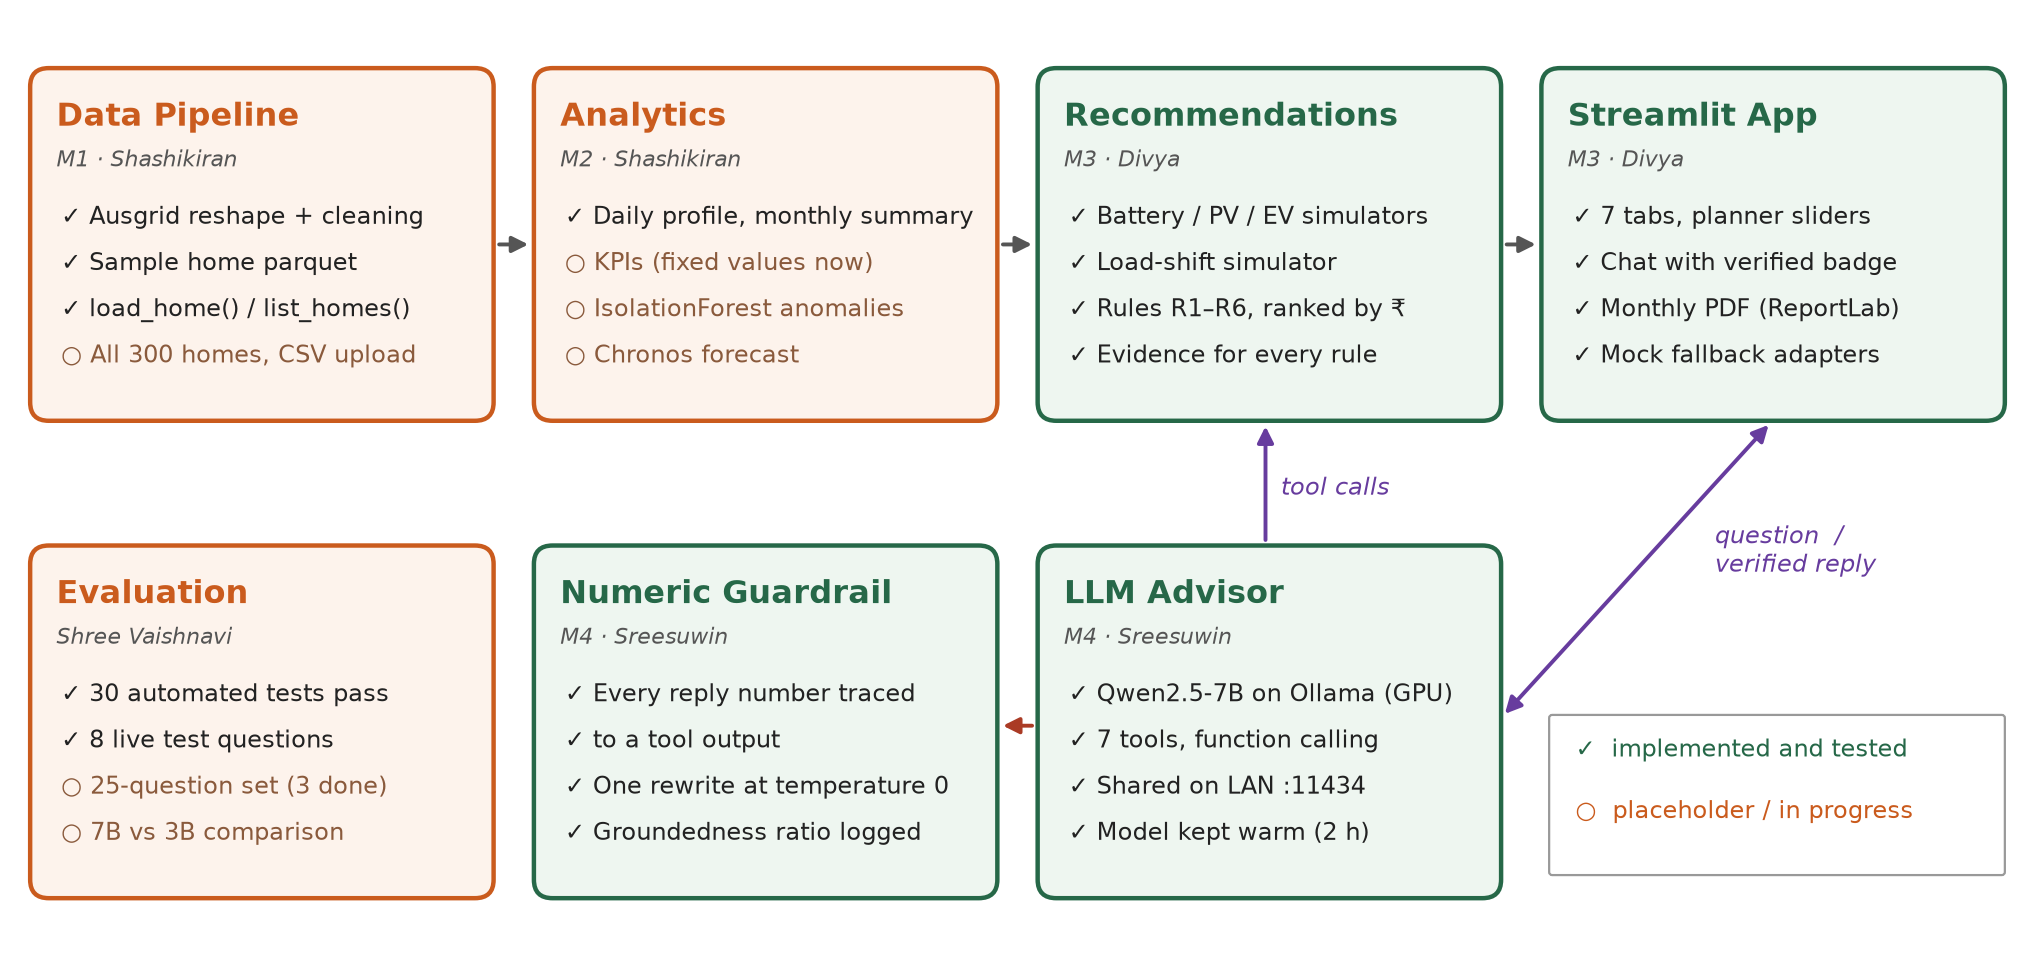 Data Pipeline
M1 · Shashikiran
✓ Ausgrid reshape + cleaning
✓ Sample home parquet
✓ load_home() / list_homes()
○ All 300 homes, CSV upload
Analytics
M2 · Shashikiran
✓ Daily profile, monthly summary
○ KPIs (fixed values now)
○ IsolationForest anomalies
○ Chronos forecast
Recommendations
M3 · Divya
✓ Battery / PV / EV simulators
✓ Load-shift simulator
✓ Rules R1–R6, ranked by ₹
✓ Evidence for every rule
Streamlit App
M3 · Divya
✓ 7 tabs, planner sliders
✓ Chat with verified badge
✓ Monthly PDF (ReportLab)
✓ Mock fallback adapters
tool calls
question /
verified reply
Evaluation
Shree Vaishnavi
✓ 30 automated tests pass
✓ 8 live test questions
○ 25-question set (3 done)
○ 7B vs 3B comparison
Numeric Guardrail
M4 · Sreesuwin
✓ Every reply number traced
✓ to a tool output
✓ One rewrite at temperature 0
✓ Groundedness ratio logged
LLM Advisor
M4 · Sreesuwin
✓ Qwen2.5-7B on Ollama (GPU)
✓ 7 tools, function calling
✓ Shared on LAN :11434
✓ Model kept warm (2 h)
✓ implemented and tested
○ placeholder / in progress